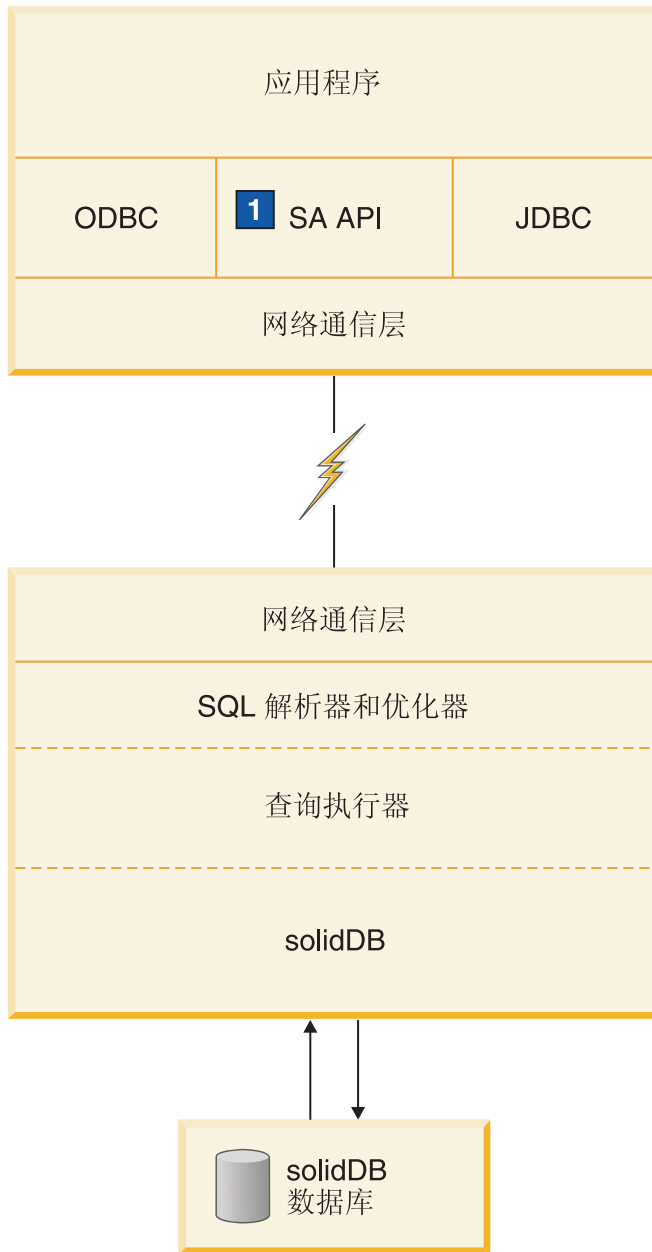 应用程序
ODBC
1 SA API
JDBC
网络通信层
网络通信层
SQL 解析器和优化器
查询执行器
solidDB
solidDB
数据库